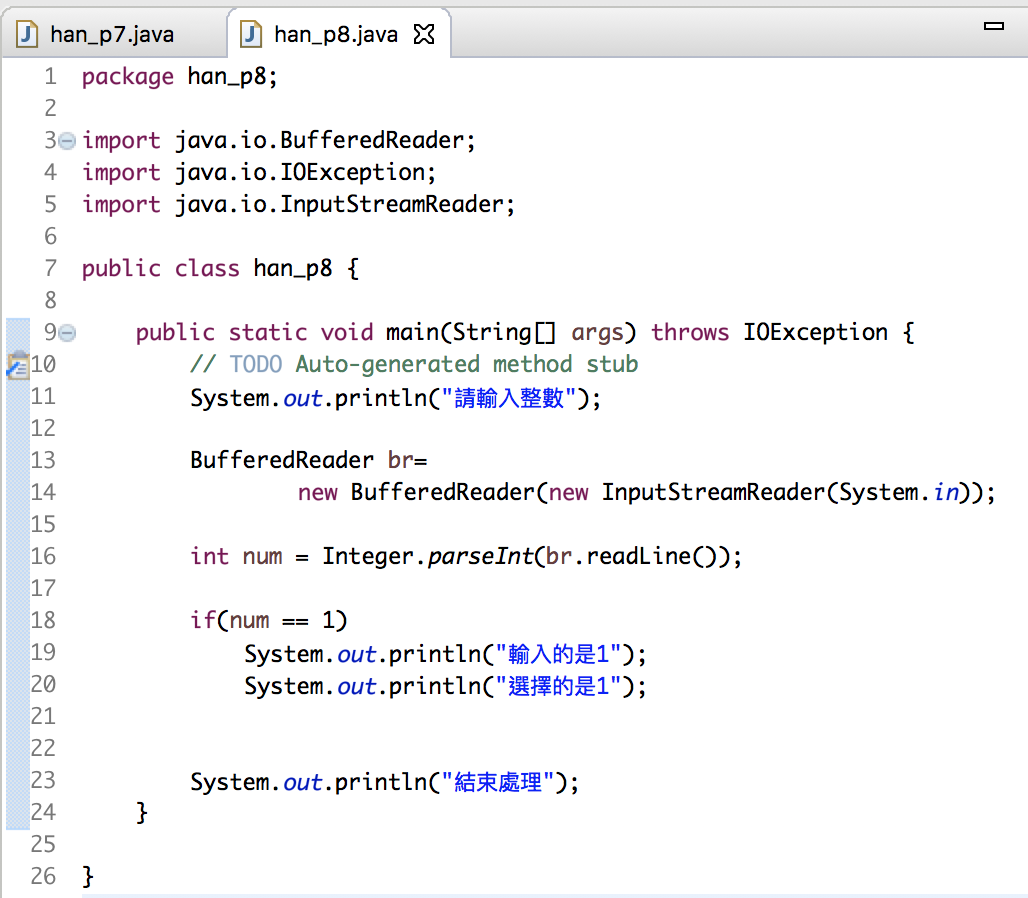 han_p7.java han_p8.java
1 package han_p8;
2
3 import java.io.BufferedReader;
4 import java.io.IOException;
5 import java.io.InputStreamReader;
6
7 public class han_p8 {
8
9 public static void main(String[] args) throws IOException {
10 // TODO Auto-generated method stub
11 System.out.println("請輸入整數");
12
13 BufferedReader br=
14 new BufferedReader(new InputStreamReader(System.in));
15
16 int num = Integer.parseInt(br.readLine());
17
18 if(num == 1)
19 System.out.println("輸入的是1");
20 System.out.println("選擇的是1");
21
22
23 System.out.println("結束處理");
24 }
25
26 }